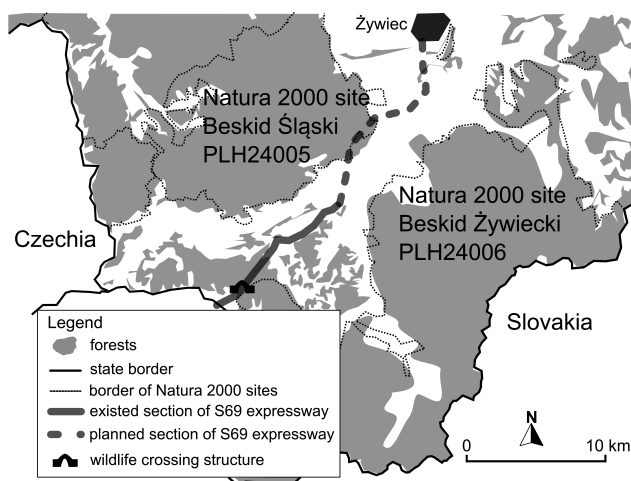 Żywiec
Natura 2000 site
Beskid Śląski
PLH24005
Natura 2000 site
Beskid Żywiecki
PLH24006
Czechia
Slovakia
Legend
forests
state border
border of Natura 2000 sites
existed section of S69 expressway
planned section of S69 expressway
wildlife crossing structure
N
0 10 km